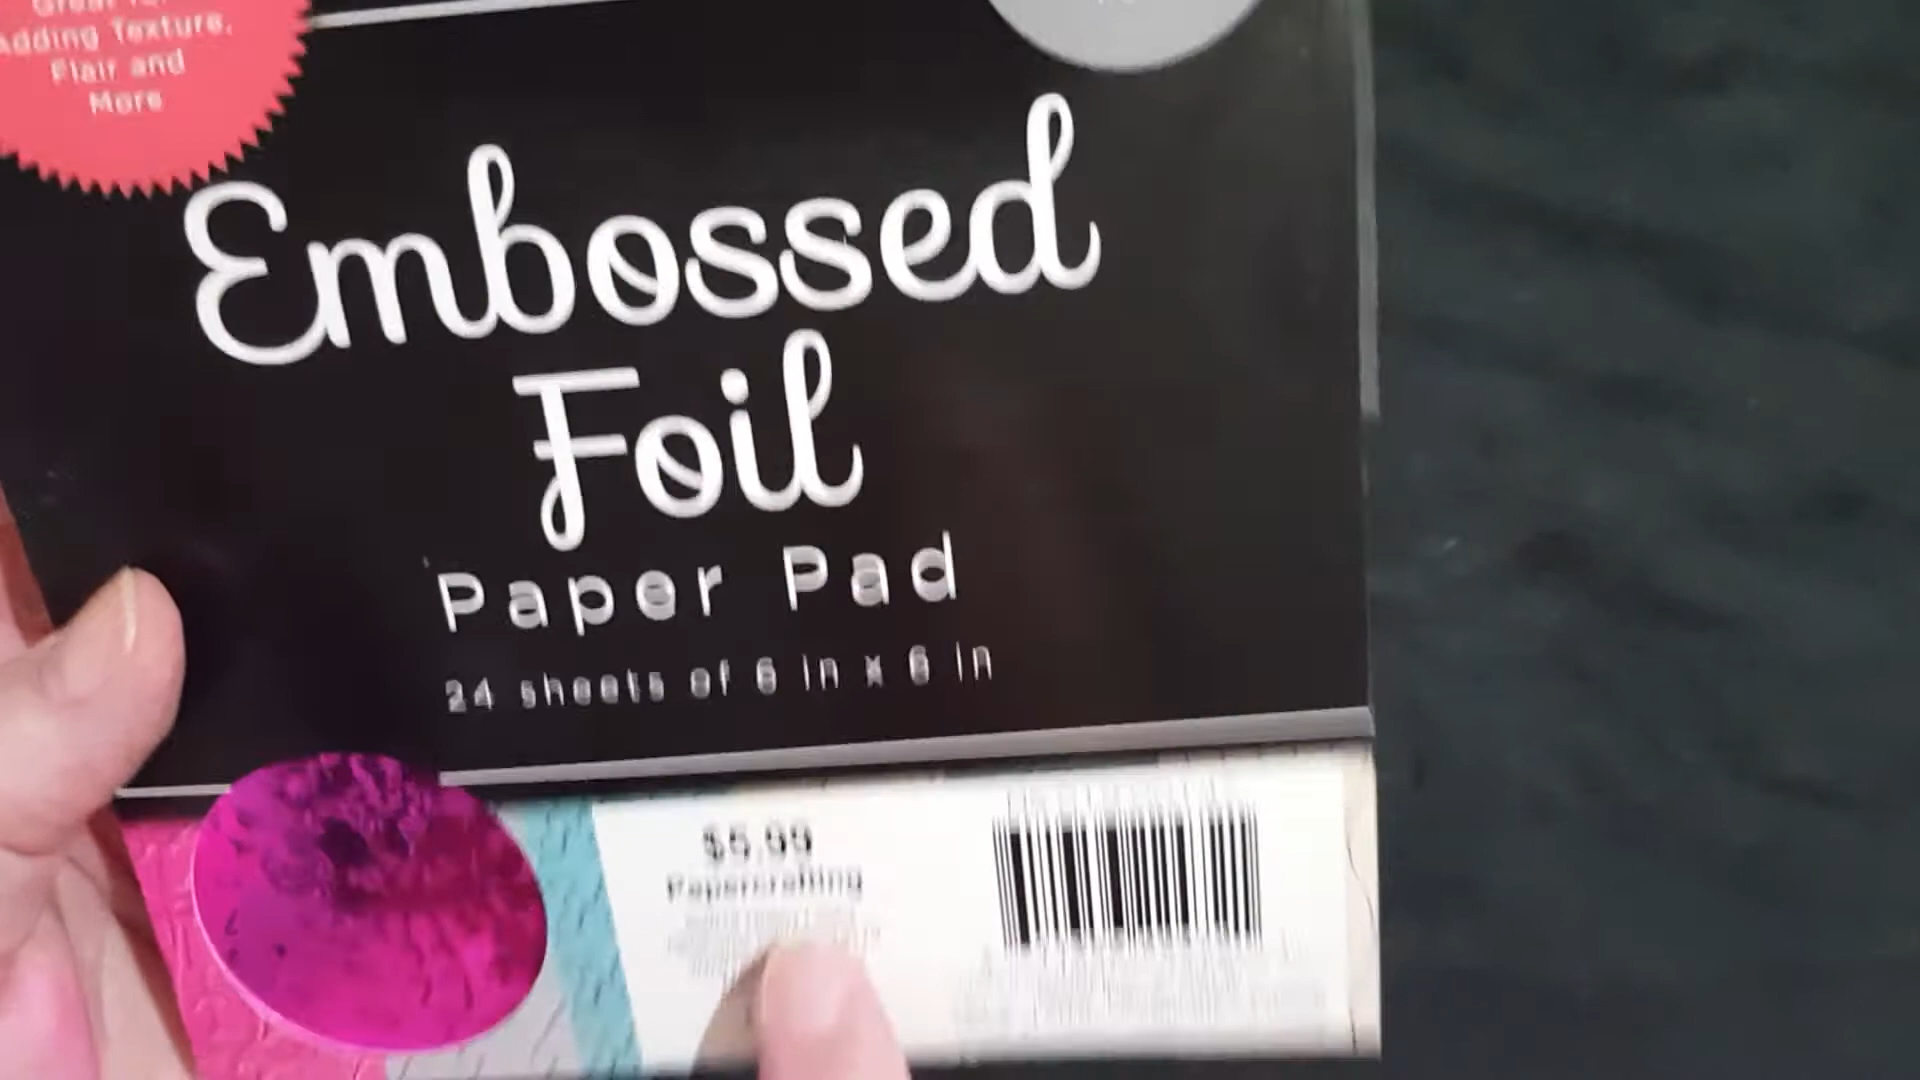 Adding Texture,
Flair and
More
Embossed
Foil
Paper Pad
24 sheets of 6 in x 6 in
$5.99
Papercrafting